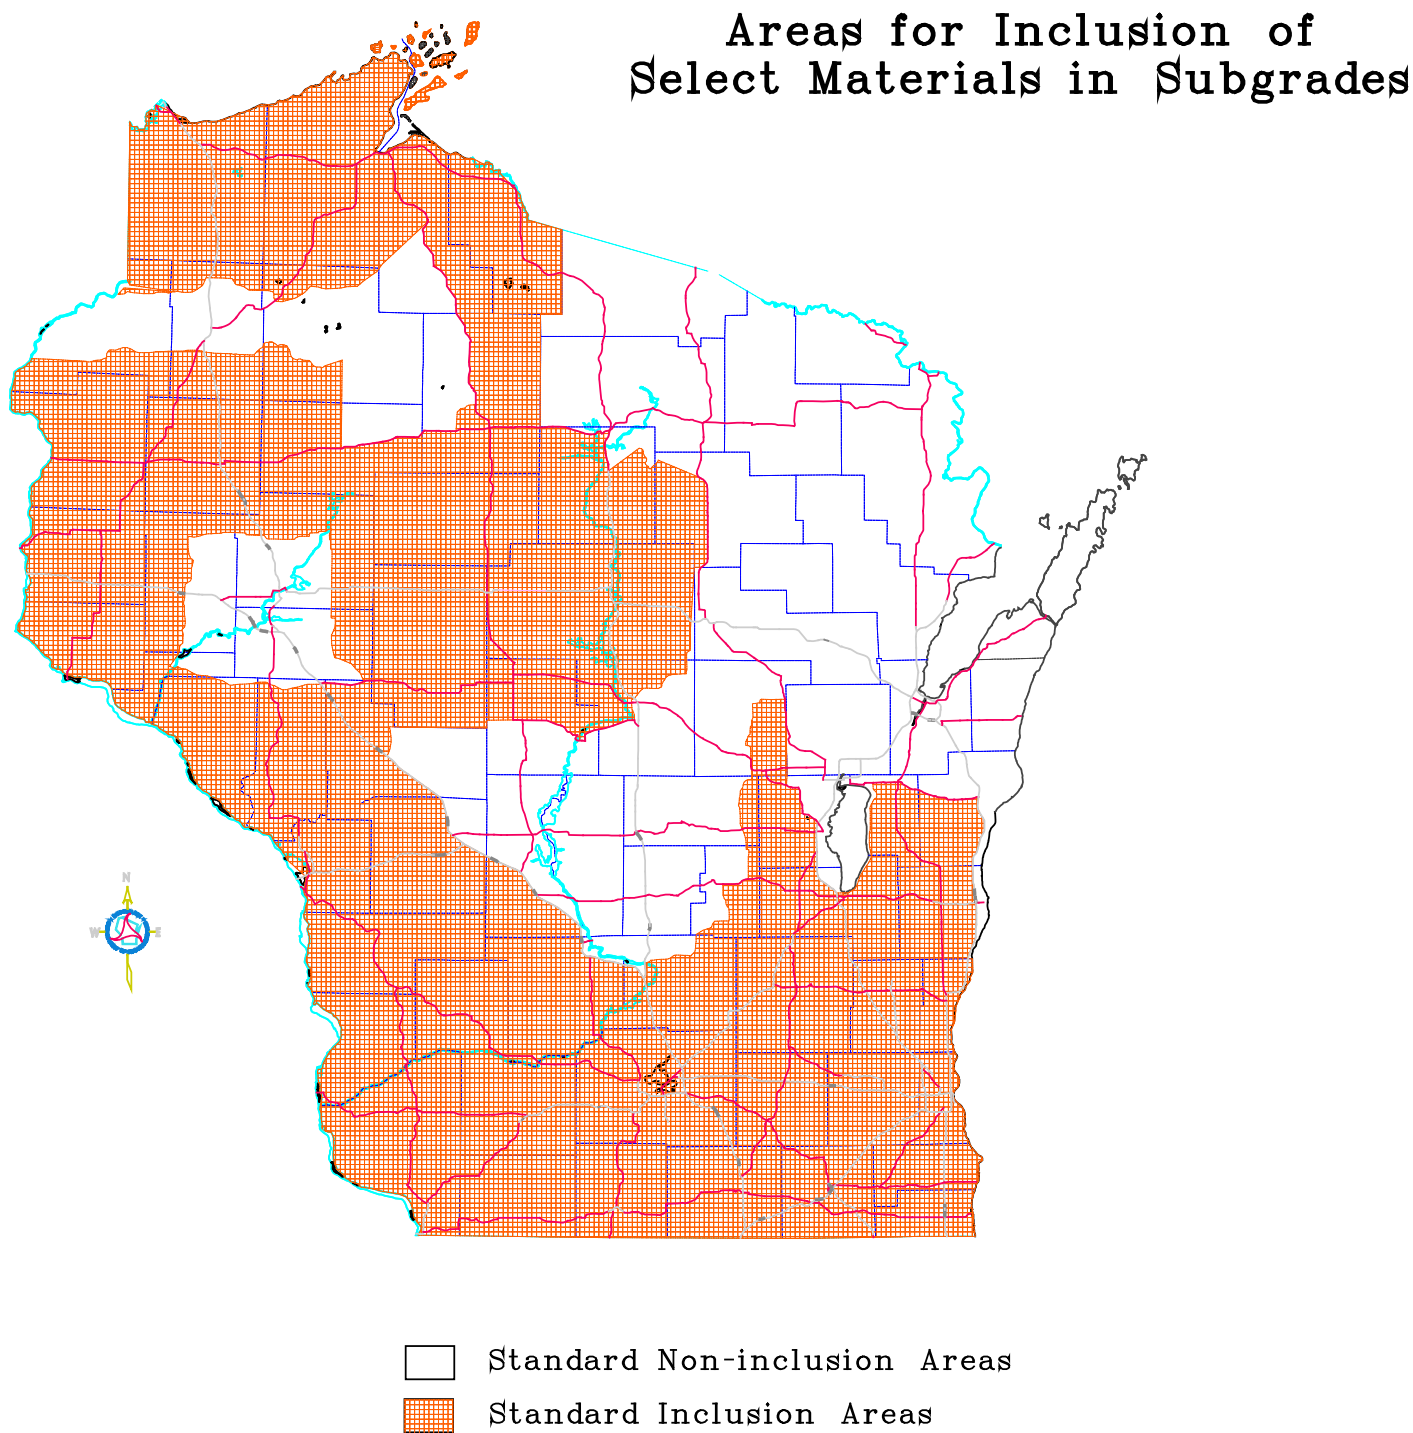 Areas for Inclusion of
Select Materials in Subgrades
N
W E
Standard Non-inclusion Areas
Standard Inclusion Areas